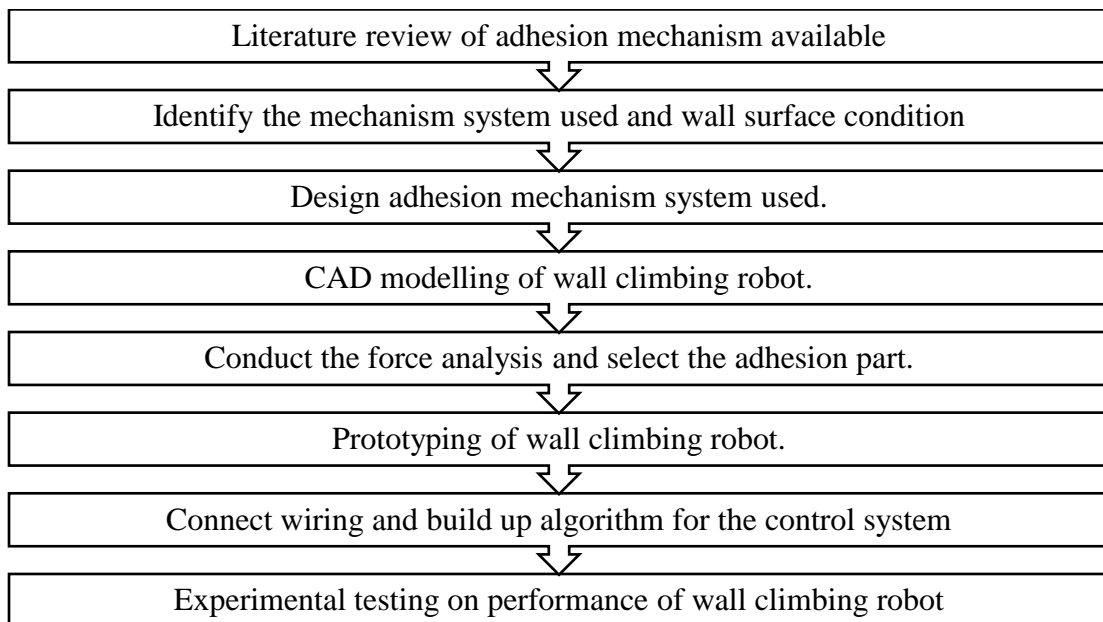 Literature review of adhesion mechanism available
Identify the mechanism system used and wall surface condition
Design adhesion mechanism system used.
CAD modelling of wall climbing robot.
Conduct the force analysis and select the adhesion part.
Prototyping of wall climbing robot.
Connect wiring and build up algorithm for the control system
Experimental testing on performance of wall climbing robot